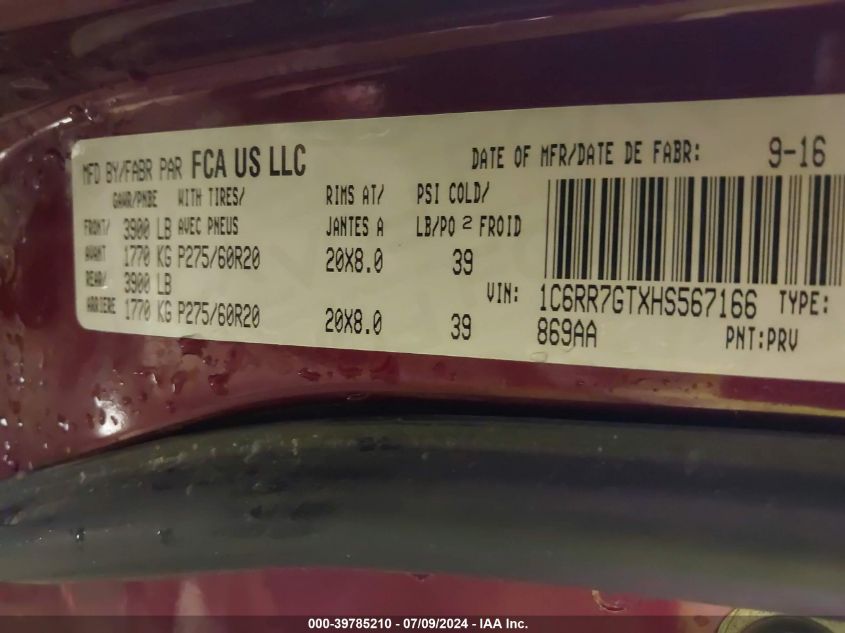 MFD BY/FABR PAR FCA US LLC
DATE OF MFR/DATE DE FABR: 9-16
GAWR/PNBE WITH TIRES/ RIMS AT/ PSI COLD/
FRONT/ 3900 LB AVEC PNEUS JANTES A LB/PO 2 FROID
AVANT 1770 KG P275/60R20 20X8.0 39
REAR/ 3900 LB
ARRIERE 1770 KG P275/60R20 20X8.0 39
VIN: 1C6RR7GTXHS567166 TYPE:
869AA PNT:PRV
000-39785210 - 07/09/2024 - IAA Inc.